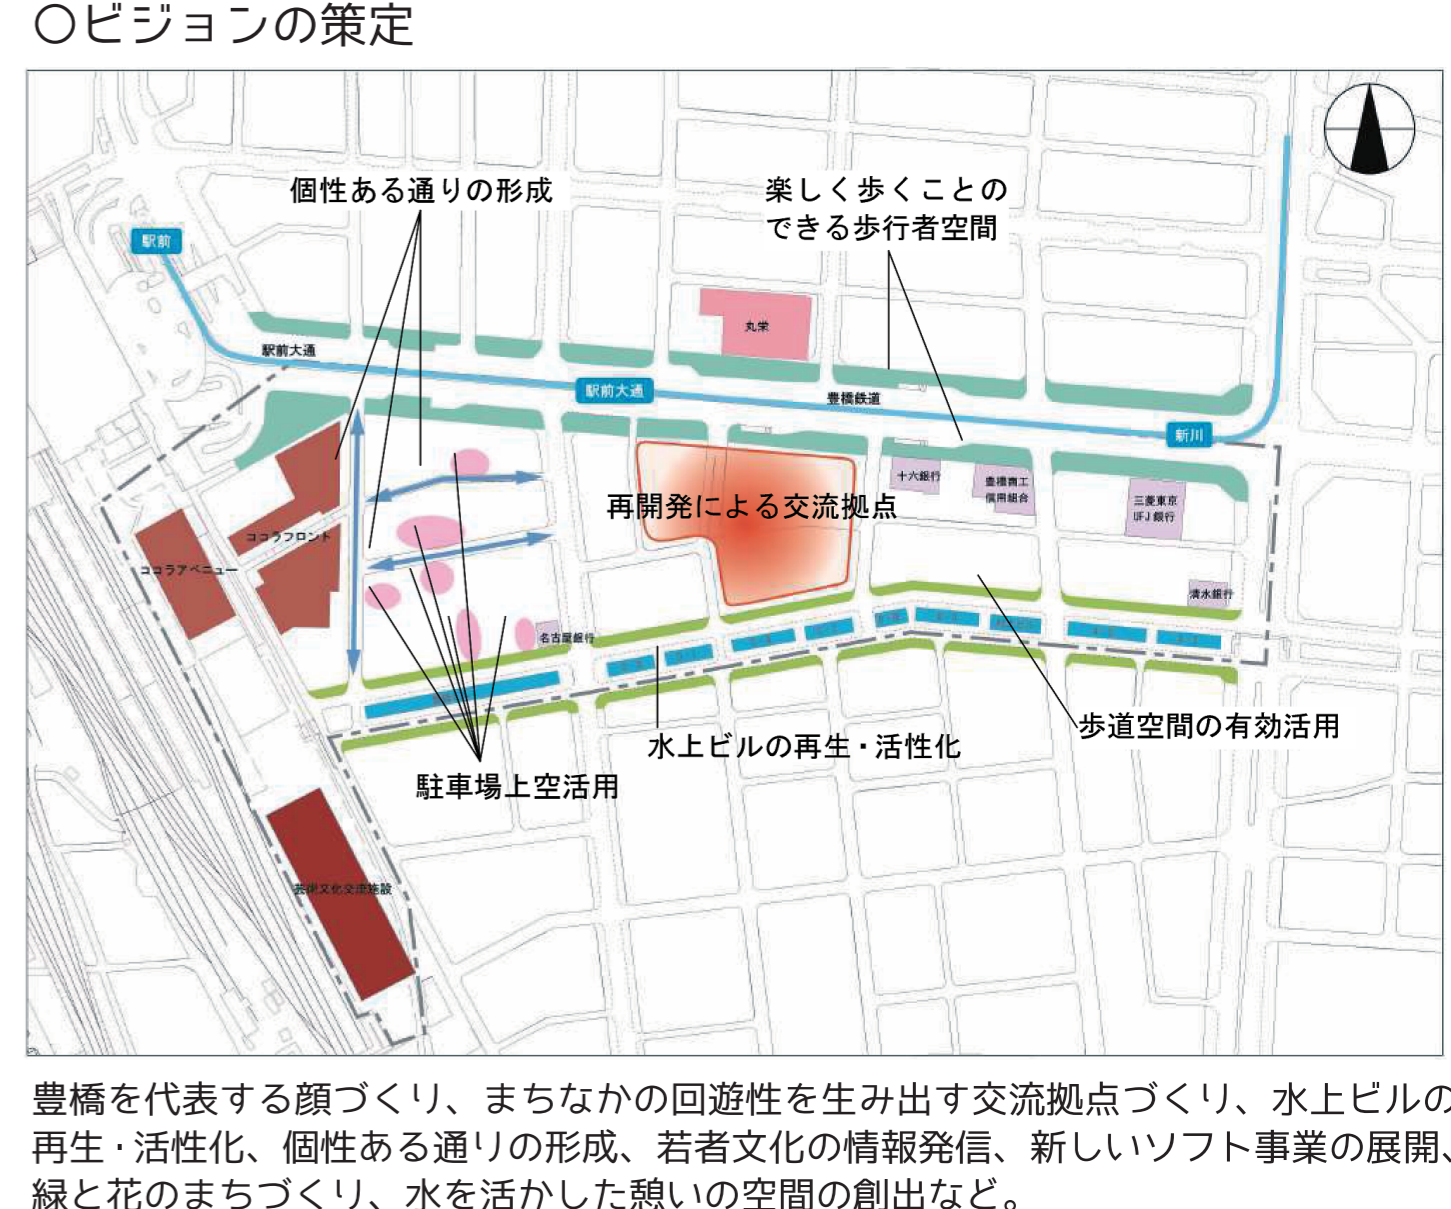 〇ビジョンの策定
個性ある通りの形成
楽しく歩くことの
できる歩行者空間
駅前
丸栄
駅前大通
駅前大通
豊橋鉄道
新川
十六銀行
豊橋商工
信用組合
三菱東京
UFJ銀行
再開発による交流拠点
ココラフロント
ココラアベニュー
清水銀行
名古屋銀行
歩道空間の有効活用
水上ビルの再生・活性化
駐車場上空活用
芸術文化交流施設
豊橋を代表する顔づくり、まちなかの回遊性を生み出す交流拠点づくり、水上ビルの
再生・活性化、個性ある通りの形成、若者文化の情報発信、新しいソフト事業の展開、
緑と花のまちづくり、水を活かした憩いの空間の創出など。